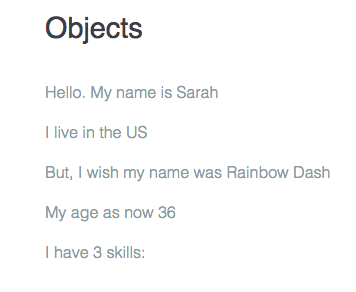 Objects
Hello. My name is Sarah
I live in the US
But, I wish my name was Rainbow Dash
My age as now 36
I have 3 skills: